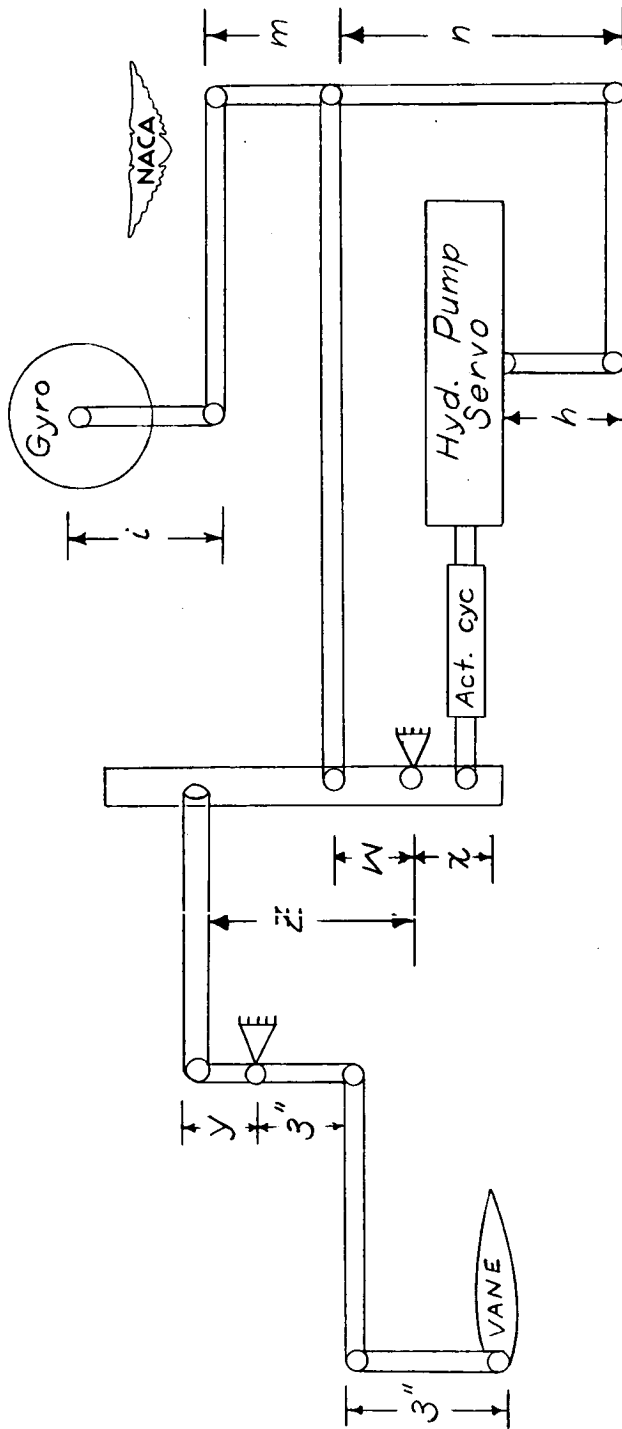 Gyro
NACA
i
m
n
Hyd. Pump
Servo
h
Act. cyc
W
x
Z
y
3"
3"
VANE